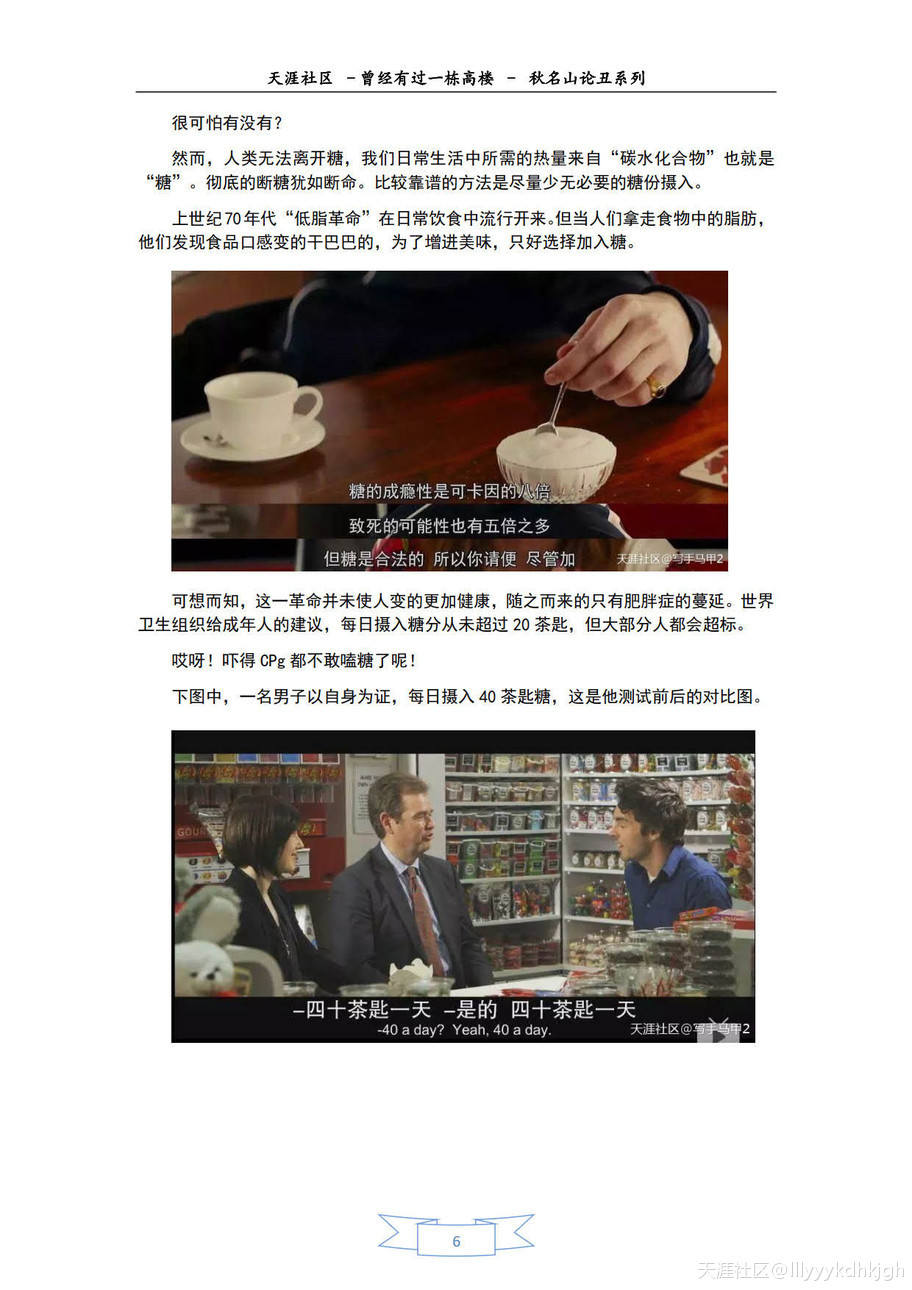 天涯社区 - 曾经有过一栋高楼 - 秋名山论丑系列
很可怕有没有？
然而，人类无法离开糖，我们日常生活中所需的热量来自“碳水化合物”也就是
“糖”。彻底的断糖犹如断命。比较靠谱的方法是尽量少无必要的糖份摄入。
上世纪70年代“低脂革命”在日常饮食中流行开来。但当人们拿走食物中的脂肪，
他们发现食品口感变的干巴巴的，为了增进美味，只好选择加入糖。
糖的成瘾性是可卡因的八倍
致死的可能性也有五倍之多
但糖是合法的 所以你请便 尽管加
天涯社区@写手马甲2
可想而知，这一革命并未使人变的更加健康，随之而来的只有肥胖症的蔓延。世界
卫生组织给成年人的建议，每日摄入糖分从未超过 20 茶匙，但大部分人都会超标。
哎呀！吓得 CPg 都不敢嗑糖了呢！
下图中，一名男子以自身为证，每日摄入 40 茶匙糖，这是他测试前后的对比图。
GOUR
-四十茶匙一天 -是的 四十茶匙一天
-40 a day? Yeah, 40 a day.
天涯社区@写手马甲2
6
天涯社区@lllyyykdhkjgh